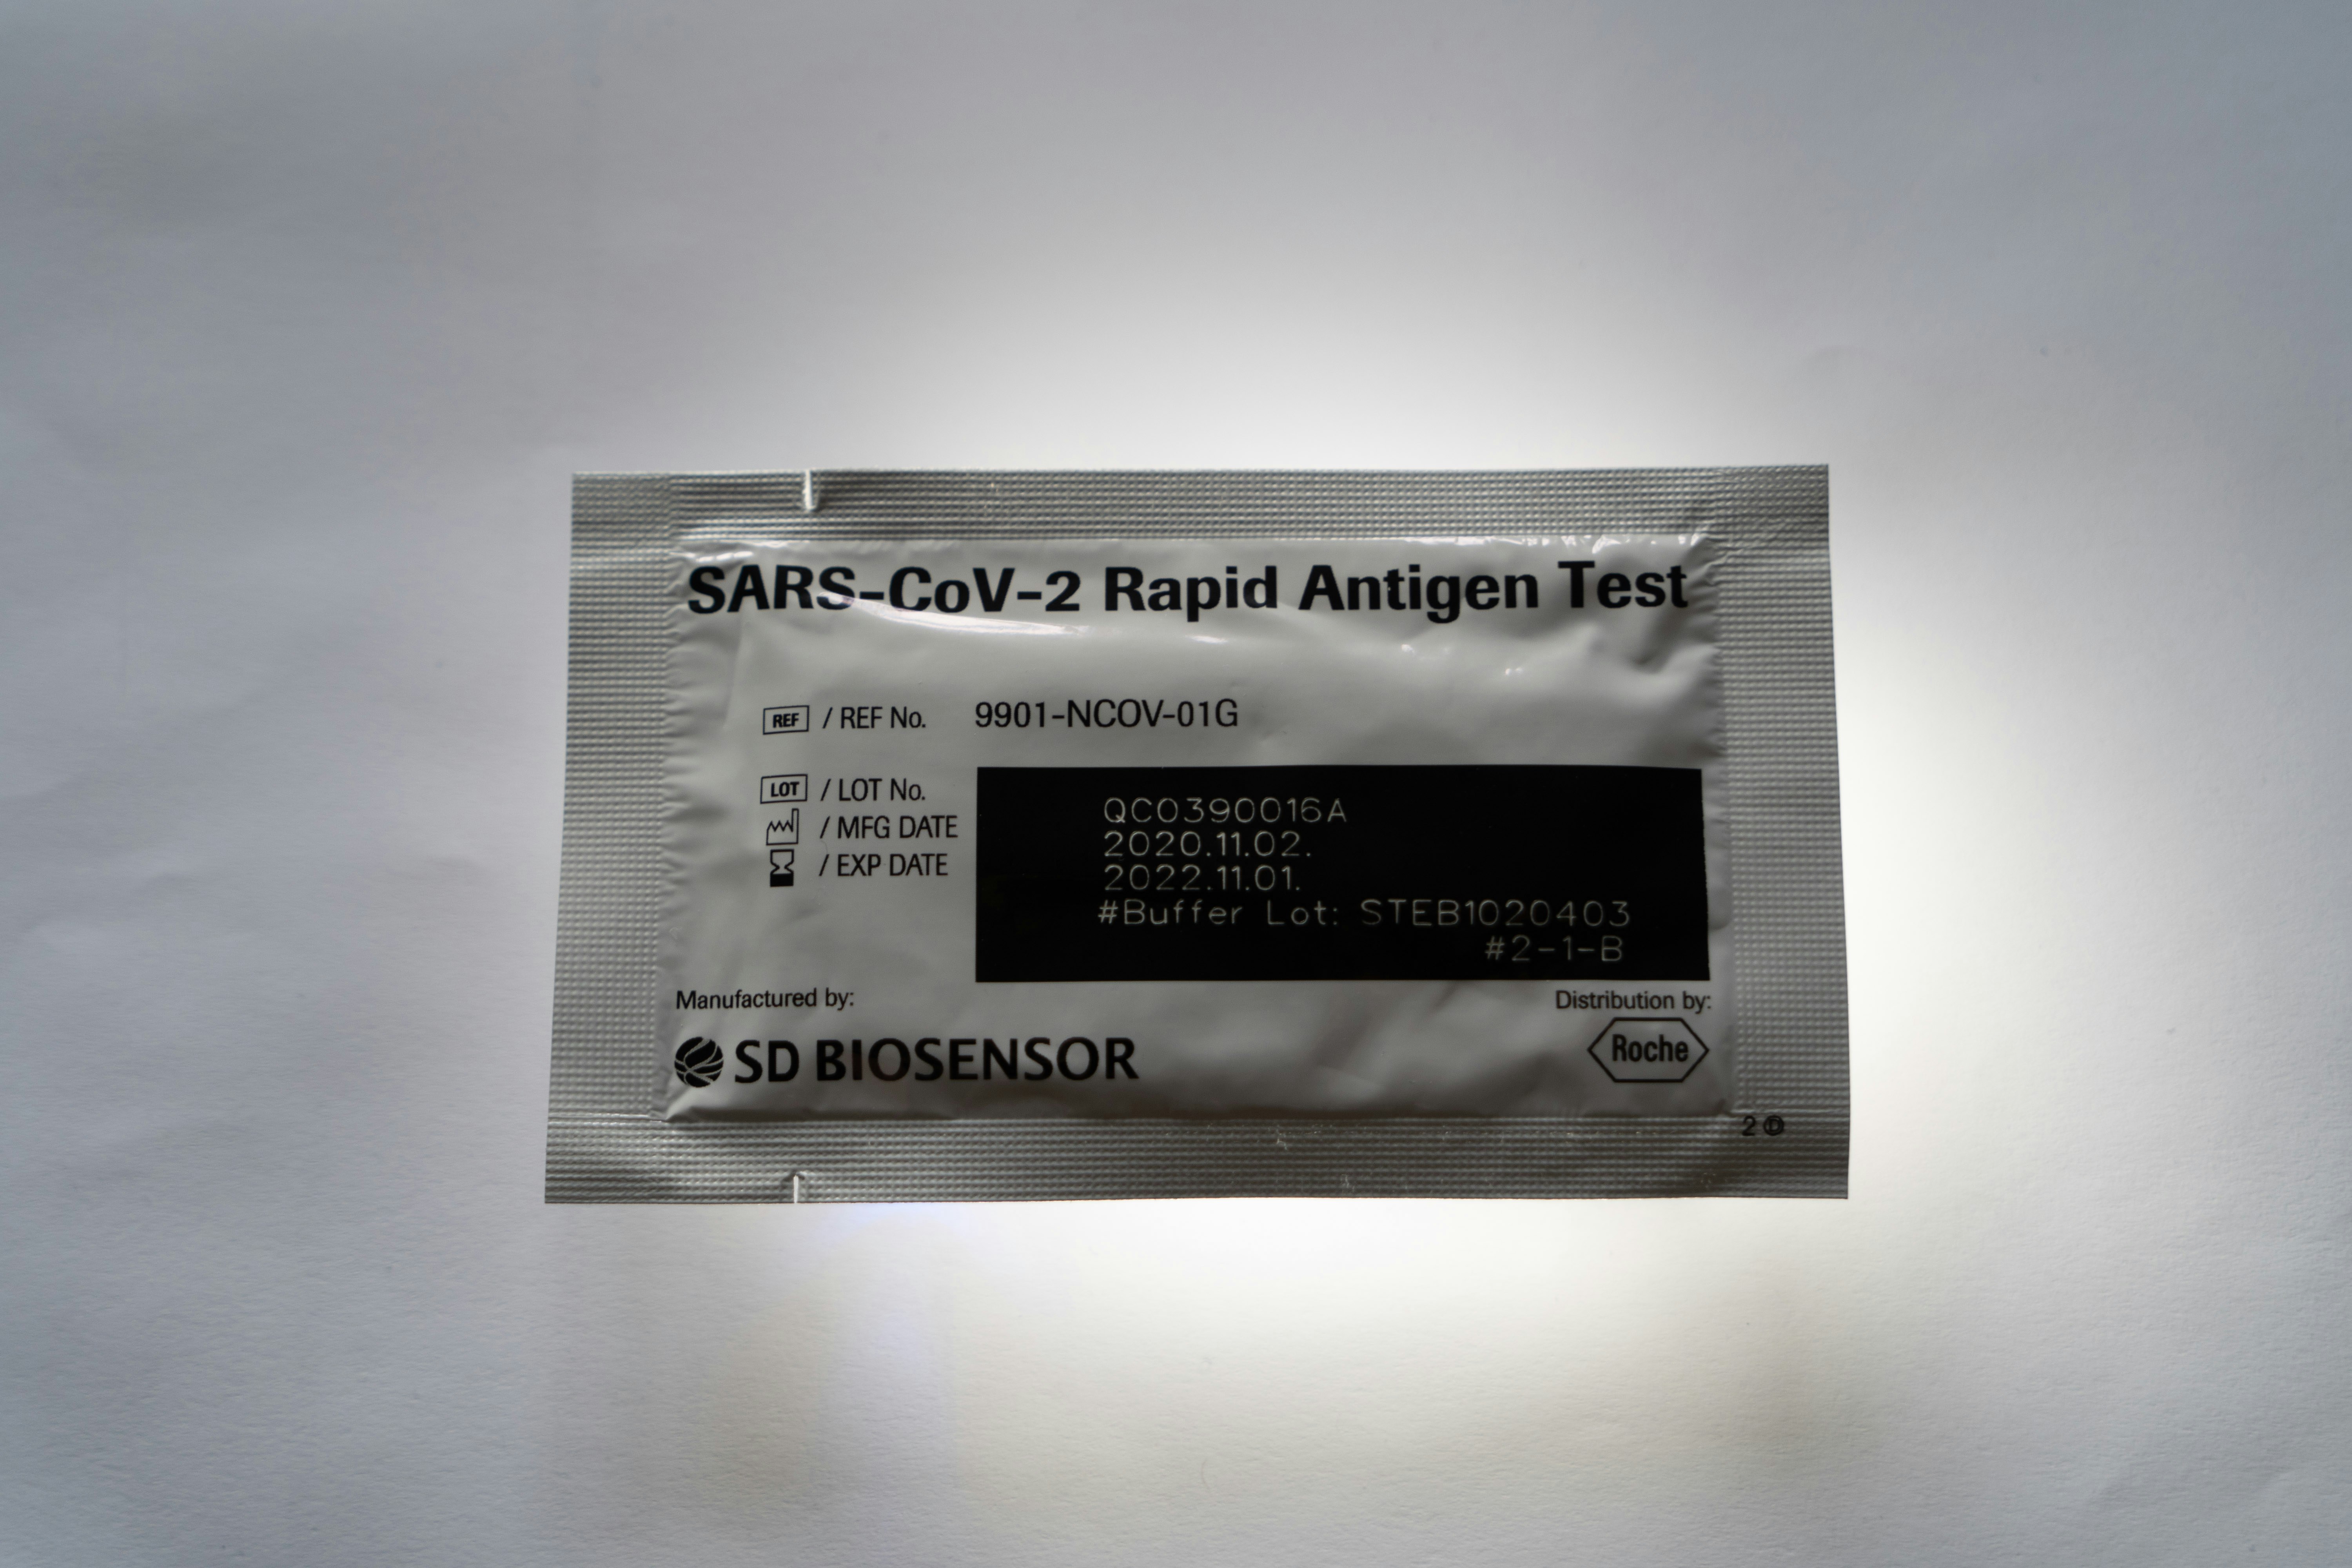 SARS-CoV-2 Rapid Antigen Test
REF / REF No. 9901-NCOV-01G
LOT / LOT No. QCO390016A
/ MFG DATE 2020.11.02.
/ EXP DATE 2022.11.01.
#Buffer Lot: STEB1020403
#2-1-B
Manufactured by:
SD BIOSENSOR
Distribution by:
Roche
2 ⓪